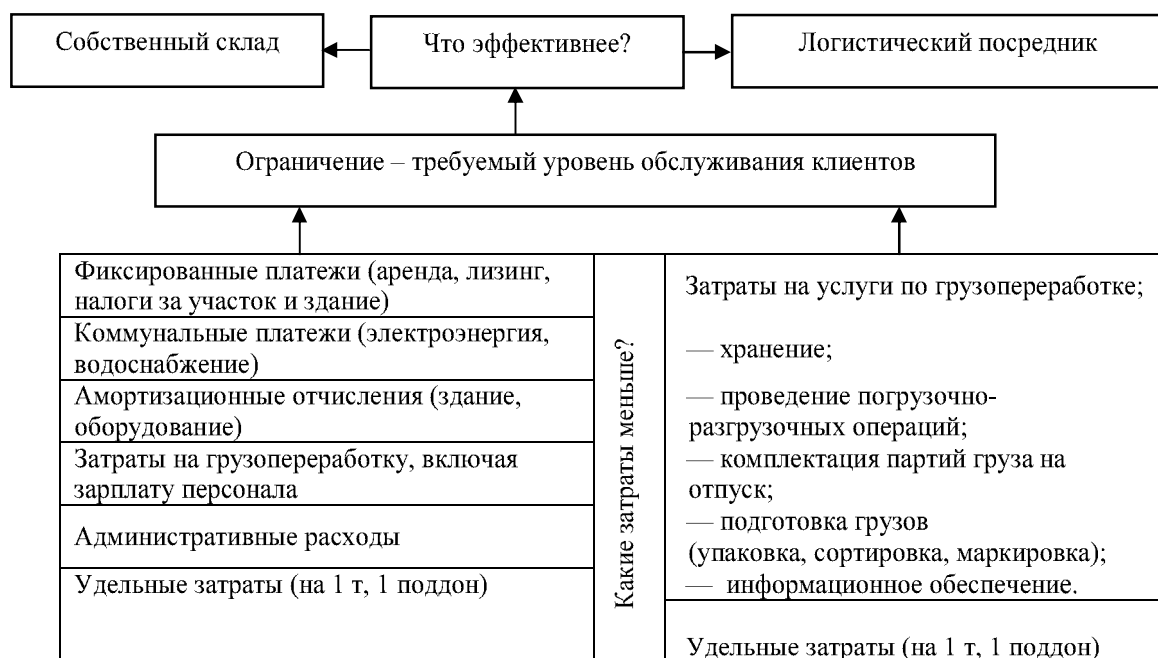 Собственный склад
Что эффективнее?
Логистический посредник
Ограничение – требуемый уровень обслуживания клиентов
Фиксированные платежи (аренда, лизинг,
налоги за участок и здание)
Коммунальные платежи (электроэнергия,
водоснабжение)
Амортизационные отчисления (здание,
оборудование)
Затраты на грузопереработку, включая
зарплату персонала
Административные расходы
Удельные затраты (на 1 т, 1 поддон)
Какие затраты меньше?
Затраты на услуги по грузопереработке;
— хранение;
— проведение погрузочно-
разгрузочных операций;
— комплектация партий груза на
отпуск;
— подготовка грузов
(упаковка, сортировка, маркировка);
— информационное обеспечение.
Удельные затраты (на 1 т, 1 поддон)